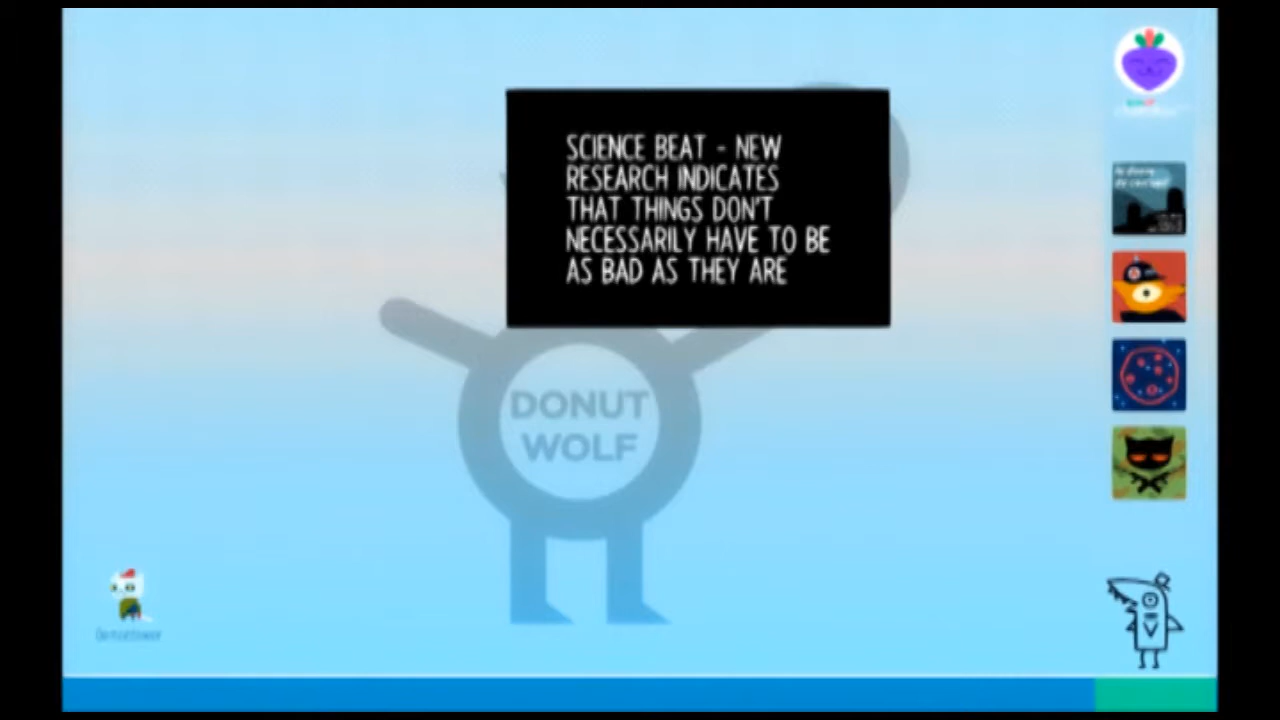 SCIENCE BEAT - NEW
RESEARCH INDICATES
THAT THINGS DON'T
NECESSARILY HAVE TO BE
AS BAD AS THEY ARE
DONUT
WOLF